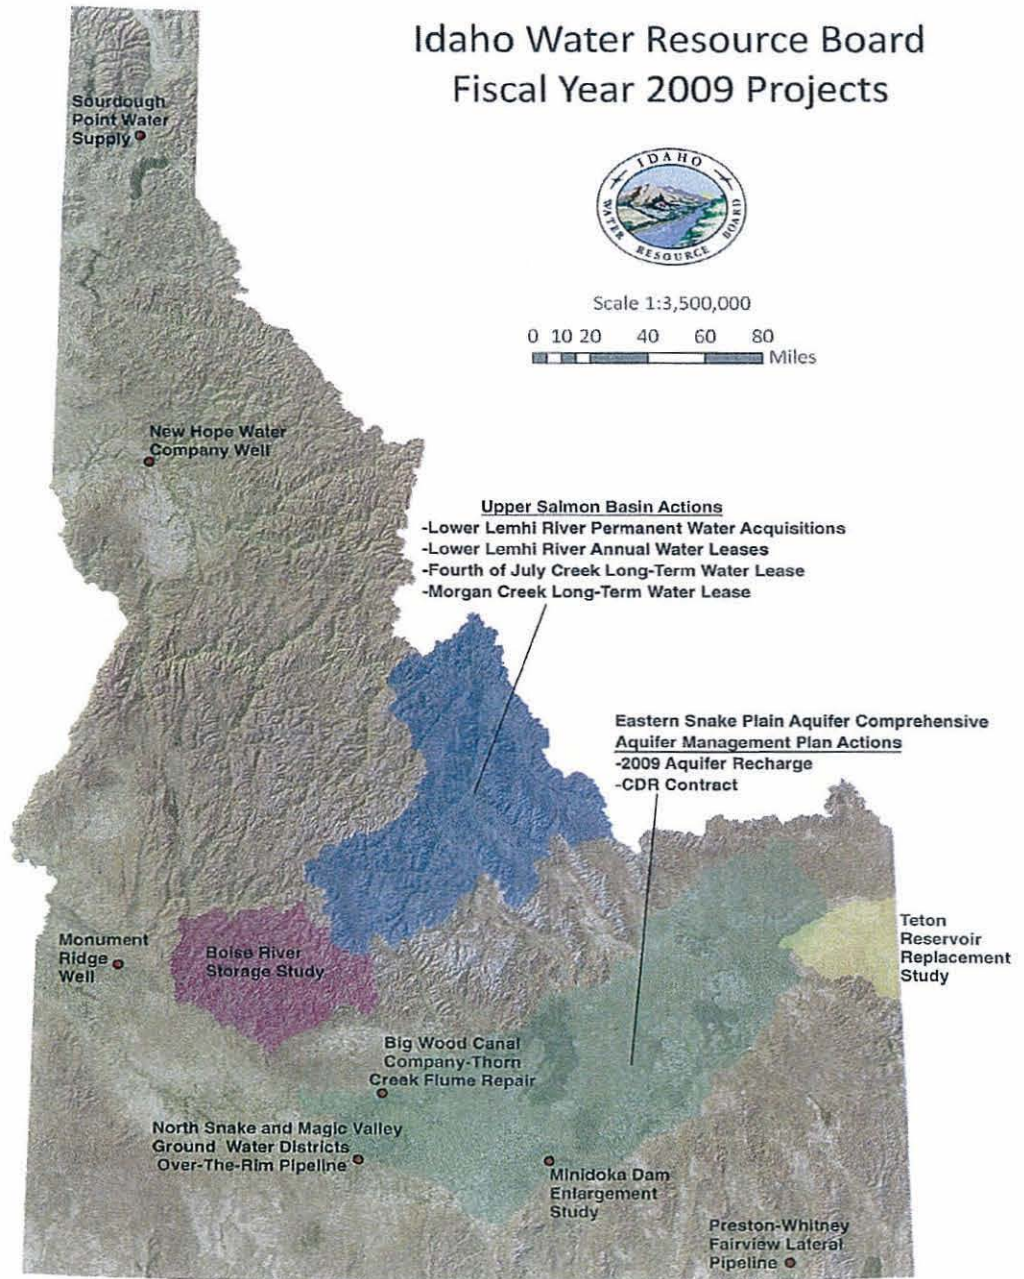 Idaho Water Resource Board
Fiscal Year 2009 Projects
IDAHO
WATER RESOURCE BOARD
Scale 1:3,500,000
0 10 20 40 60 80
Miles
Sourdough
Point Water
Supply
New Hope Water
Company Well
Upper Salmon Basin Actions
-Lower Lemhi River Permanent Water Acquisitions
-Lower Lemhi River Annual Water Leases
-Fourth of July Creek Long-Term Water Lease
-Morgan Creek Long-Term Water Lease
Eastern Snake Plain Aquifer Comprehensive
Aquifer Management Plan Actions
-2009 Aquifer Recharge
-CDR Contract
Monument
Ridge
Well
Boise River
Storage Study
Teton
Reservoir
Replacement
Study
Big Wood Canal
Company-Thorn
Creek Flume Repair
North Snake and Magic Valley
Ground Water Districts
Over-The-Rim Pipeline
Minidoka Dam
Enlargement
Study
Preston-Whitney
Fairview Lateral
Pipeline